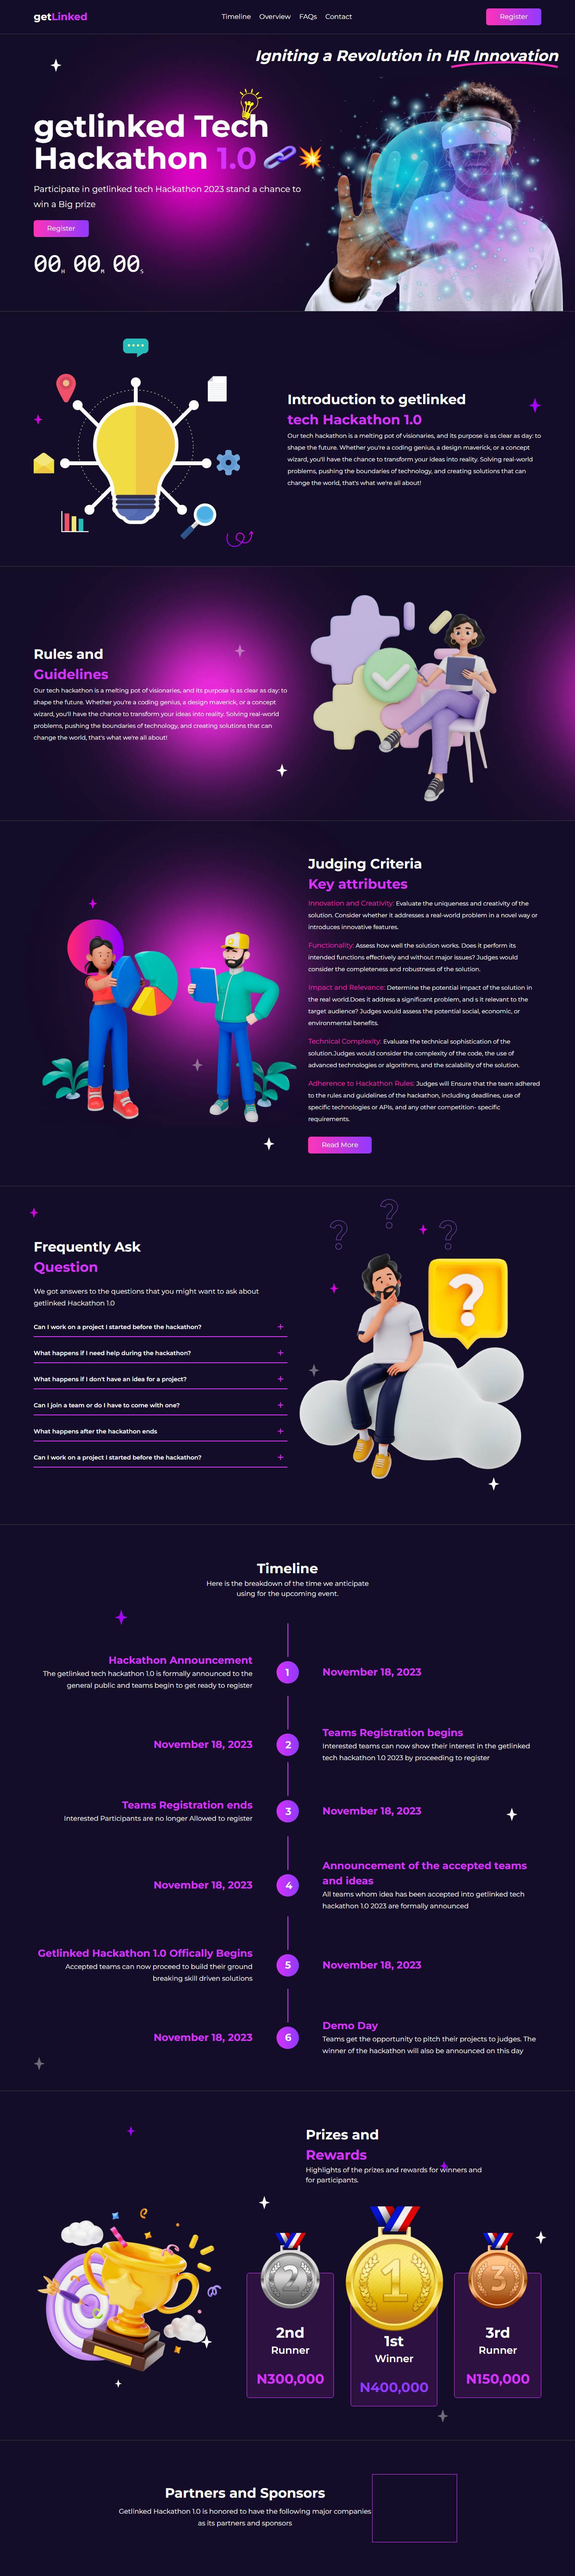 getLinked
Timeline Overview FAQs Contact
Register
Igniting a Revolution in HR Innovation
getlinked Tech
Hackathon 1.0
Participate in getlinked tech Hackathon 2023 stand a chance to
win a Big prize
Register
00H 00M 00S
Introduction to getlinked
tech Hackathon 1.0
Our tech hackathon is a melting pot of visionaries, and its purpose is as clear as day: to
shape the future. Whether you're a coding genius, a design maverick, or a concept
wizard, you'll have the chance to transform your ideas into reality. Solving real-world
problems, pushing the boundaries of technology, and creating solutions that can
change the world, that's what we're all about!
Rules and
Guidelines
Our tech hackathon is a melting pot of visionaries, and its purpose is as clear as day: to
shape the future. Whether you're a coding genius, a design maverick, or a concept
wizard, you'll have the chance to transform your ideas into reality. Solving real-world
problems, pushing the boundaries of technology, and creating solutions that can
change the world, that's what we're all about!
Judging Criteria
Key attributes
Innovation and Creativity: Evaluate the uniqueness and creativity of the
solution. Consider whether it addresses a real-world problem in a novel way or
introduces innovative features.
Functionality: Assess how well the solution works. Does it perform its
intended functions effectively and without major issues? Judges would
consider the completeness and robustness of the solution.
Impact and Relevance: Determine the potential impact of the solution in
the real world.Does it address a significant problem, and s it relevant to the
target audience? Judges would assess the potential social, economic, or
environmental benefits.
Technical Complexity: Evaluate the technical sophistication of the
solution.Judges would consider the complexity of the code, the use of
advanced technologies or algorithms, and the scalability of the solution.
Adherence to Hackathon Rules: Judges will Ensure that the team adhered
to the rules and guidelines of the hackathon, including deadlines, use of
specific technologies or APIs, and any other competition- specific
requirements.
Read More
Frequently Ask
Question
We got answers to the questions that you might want to ask about
getlinked Hackathon 1.0
Can I work on a project I started before the hackathon? +
What happens if I need help during the hackathon? +
What happens if I don't have an idea for a project? +
Can I join a team or do I have to come with one? +
What happens after the hackathon ends +
Can I work on a project I started before the hackathon? +
? ? ?
?
Timeline
Here is the breakdown of the time we anticipate
using for the upcoming event.
Hackathon Announcement
The getlinked tech hackathon 1.0 is formally announced to the
general public and teams begin to get ready to register
1
November 18, 2023
November 18, 2023
2
Teams Registration begins
Interested teams can now show their interest in the getlinked
tech hackathon 1.0 2023 by proceeding to register
Teams Registration ends
Interested Participants are no longer Allowed to register
3
November 18, 2023
November 18, 2023
4
Announcement of the accepted teams
and ideas
All teams whom idea has been accepted into getlinked tech
hackathon 1.0 2023 are formally announced
Getlinked Hackathon 1.0 Offically Begins
Accepted teams can now proceed to build their ground
breaking skill driven solutions
5
November 18, 2023
November 18, 2023
6
Demo Day
Teams get the opportunity to pitch their projects to judges. The
winner of the hackathon will also be announced on this day
Prizes and
Rewards
Highlights of the prizes and rewards for winners and
for participants.
2
2nd
Runner
N300,000
1
1st
Winner
N400,000
3
3rd
Runner
N150,000
Partners and Sponsors
Getlinked Hackathon 1.0 is honored to have the following major companies
as its partners and sponsors